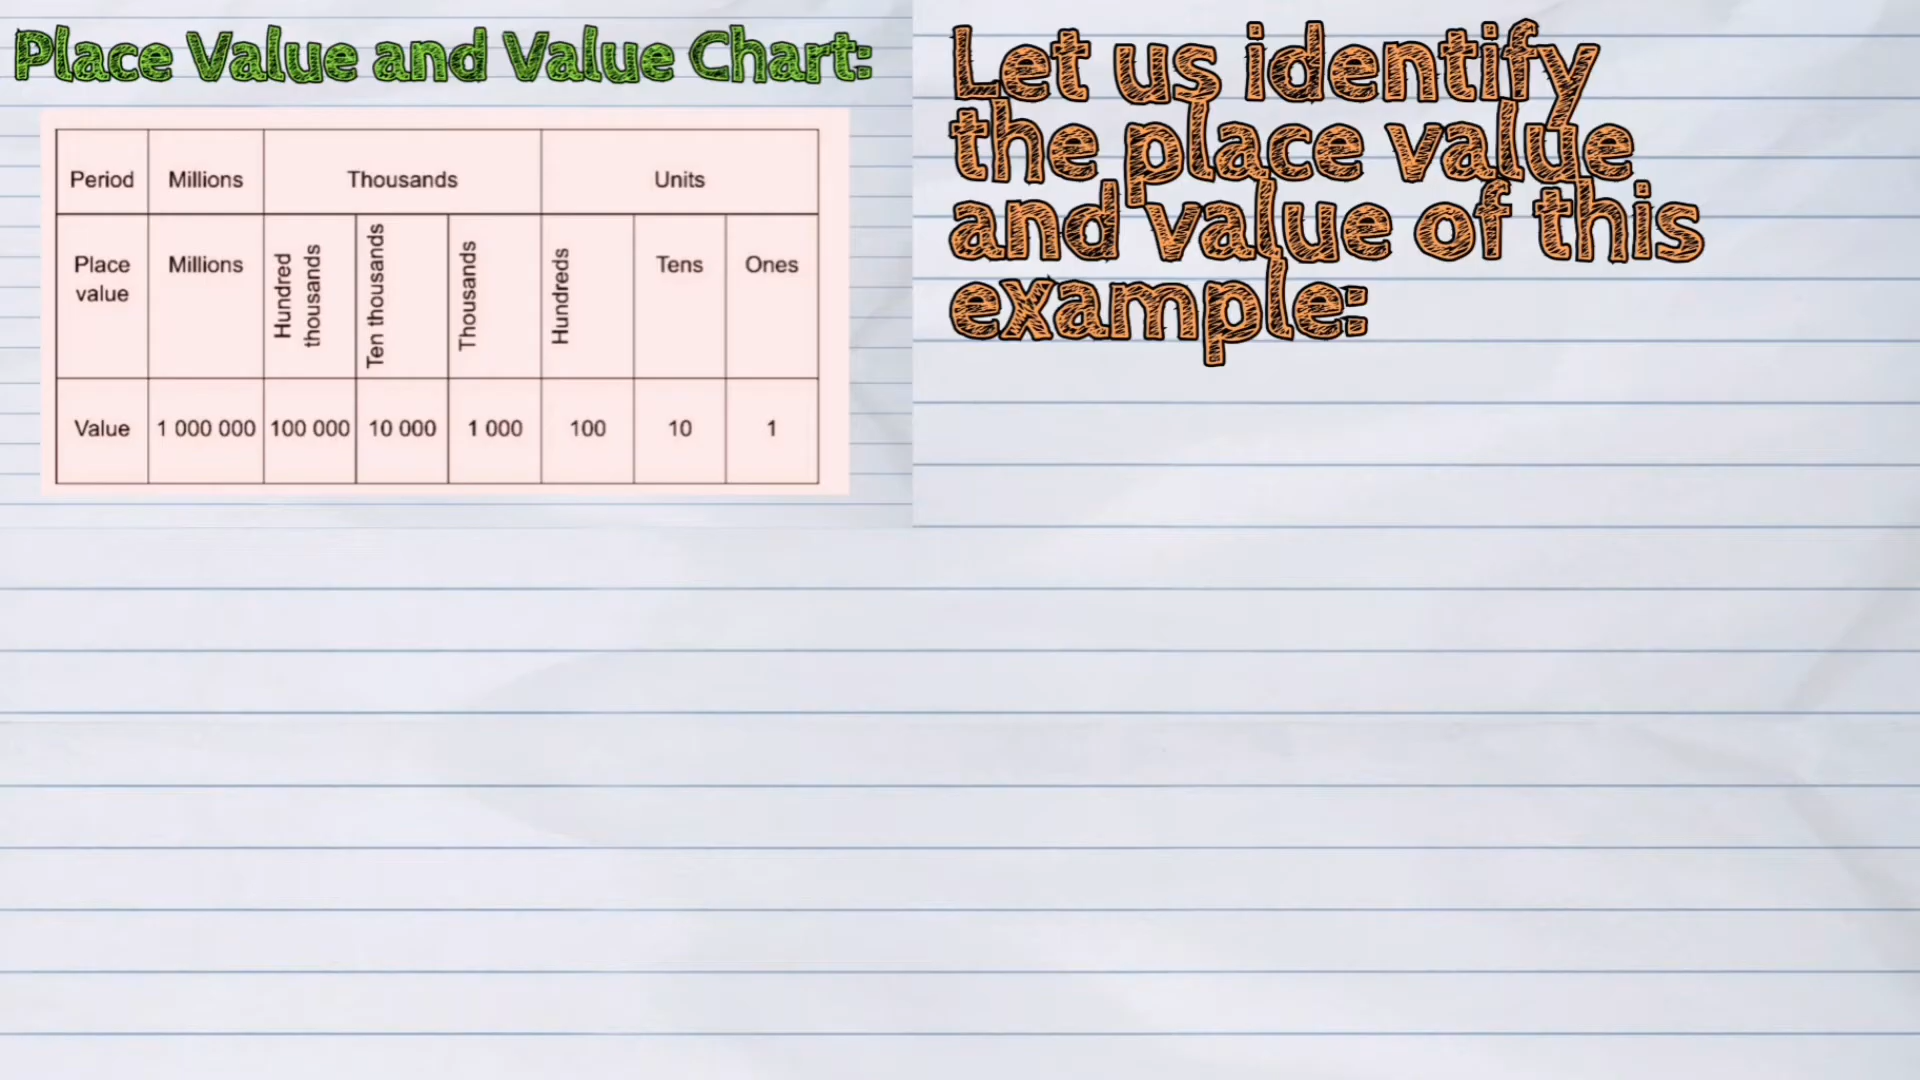 Place Value and Value Chart:
Period Millions Thousands Units
Place value Millions Hundred thousands Ten thousands Thousands Hundreds Tens Ones
Value 1 000 000 100 000 10 000 1 000 100 10 1
Let us identify
the place value
and value of this
example: